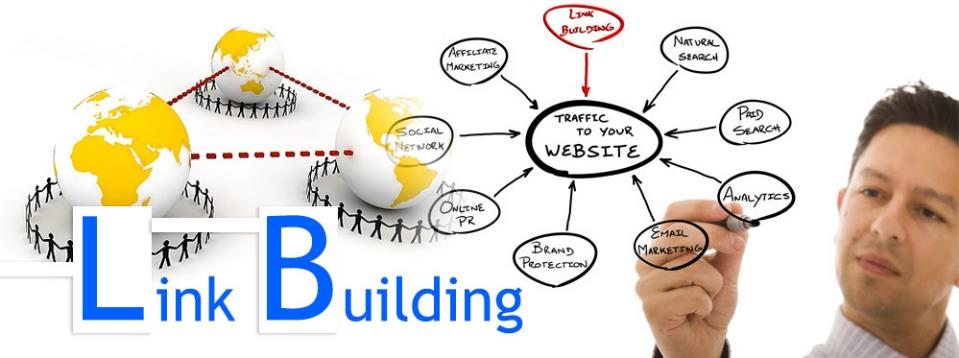 LINK
BUILDING
AFFILIATE
MARKETING
NATURAL
SEARCH
SOCIAL
NETWORK
TRAFFIC
TO YOUR
WEBSITE
PAID
SEARCH
ONLINE
PR
ANALYTICS
BRAND
PROTECTION
EMAIL
MARKETING
Link Building